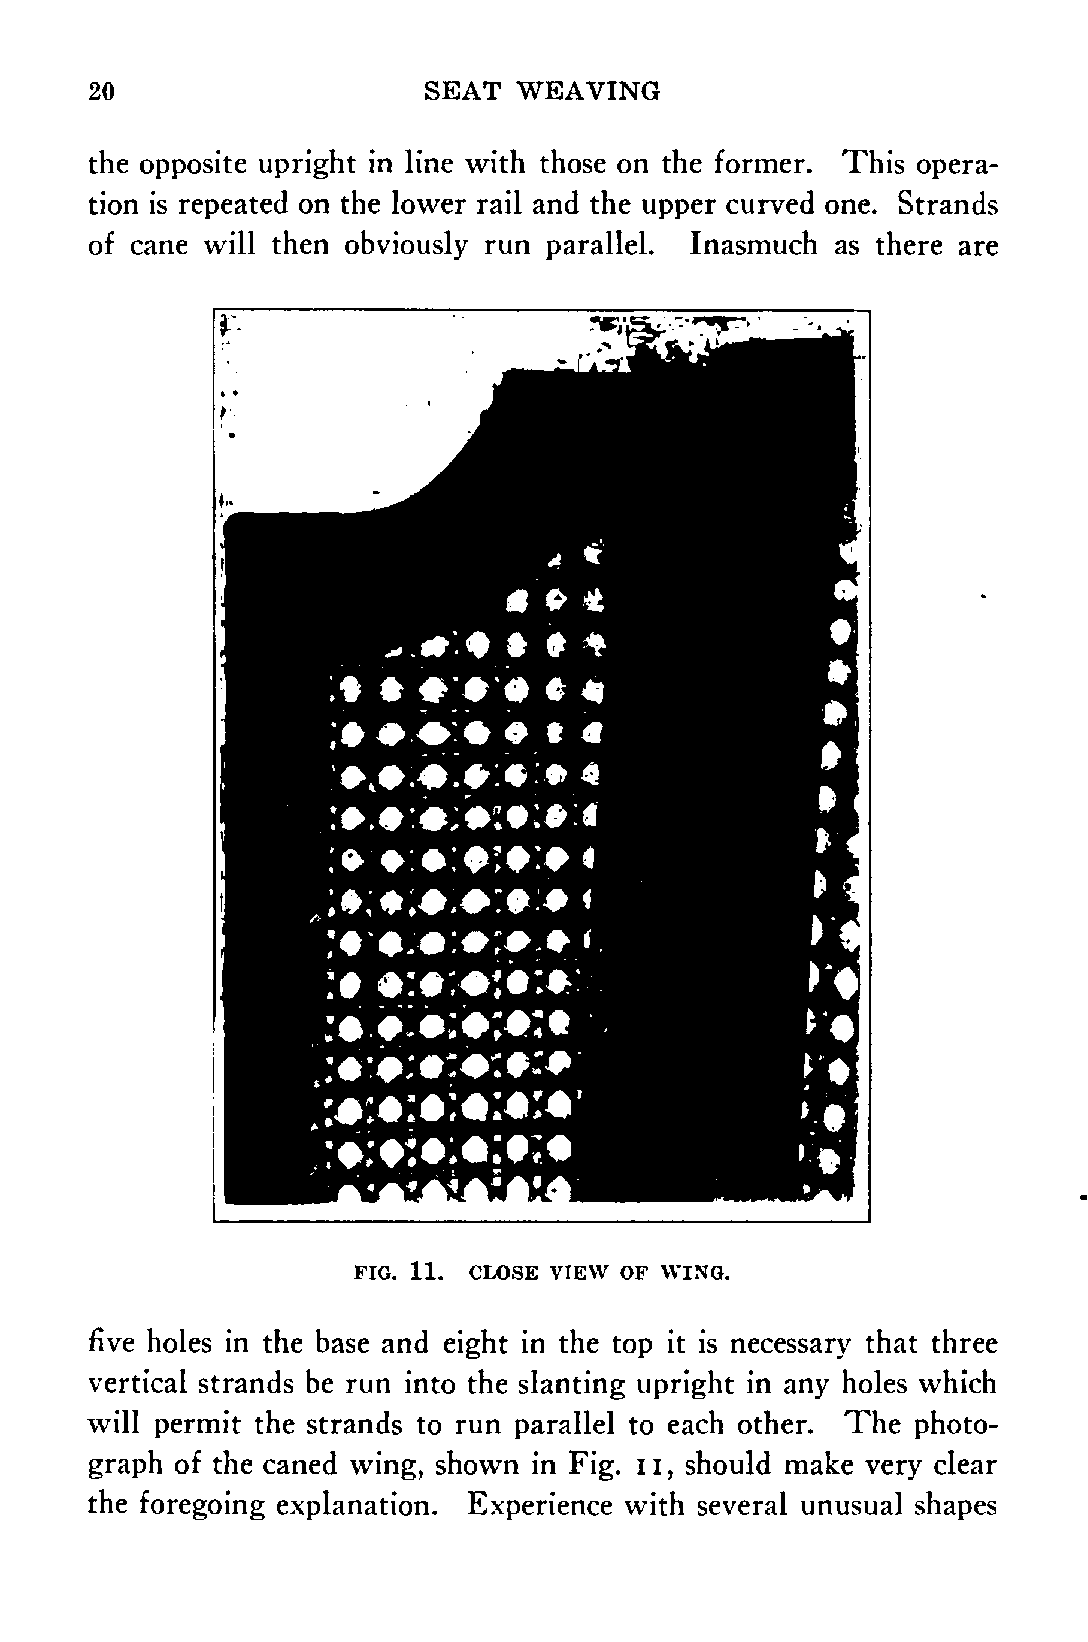 20 SEAT WEAVING
the opposite upright in line with those on the former. This opera-
tion is repeated on the lower rail and the upper curved one. Strands
of cane will then obviously run parallel. Inasmuch as there are
FIG. 11. CLOSE VIEW OF WING.
five holes in the base and eight in the top it is necessary that three
vertical strands be run into the slanting upright in any holes which
will permit the strands to run parallel to each other. The photo-
graph of the caned wing, shown in Fig. 11, should make very clear
the foregoing explanation. Experience with several unusual shapes